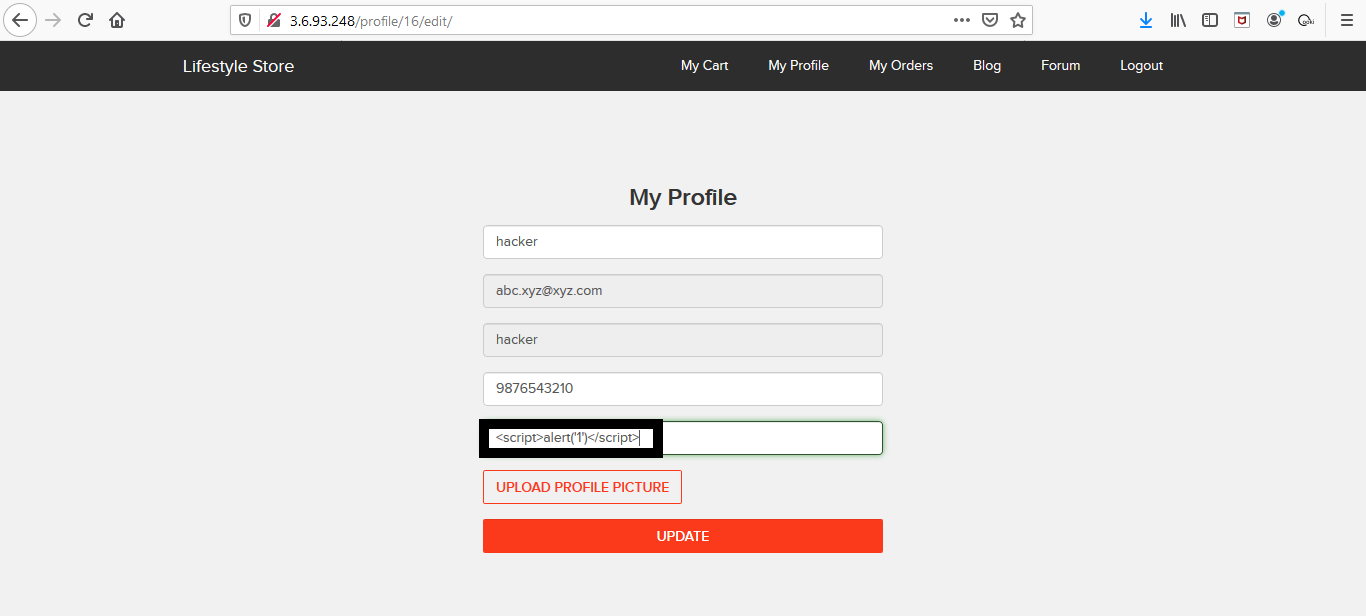 3.6.93.248/profile/16/edit/
Lifestyle Store
My Cart
My Profile
My Orders
Blog
Forum
Logout
My Profile
hacker
abc.xyz@xyz.com
hacker
9876543210
<script>alert('1')</script>
UPLOAD PROFILE PICTURE
UPDATE